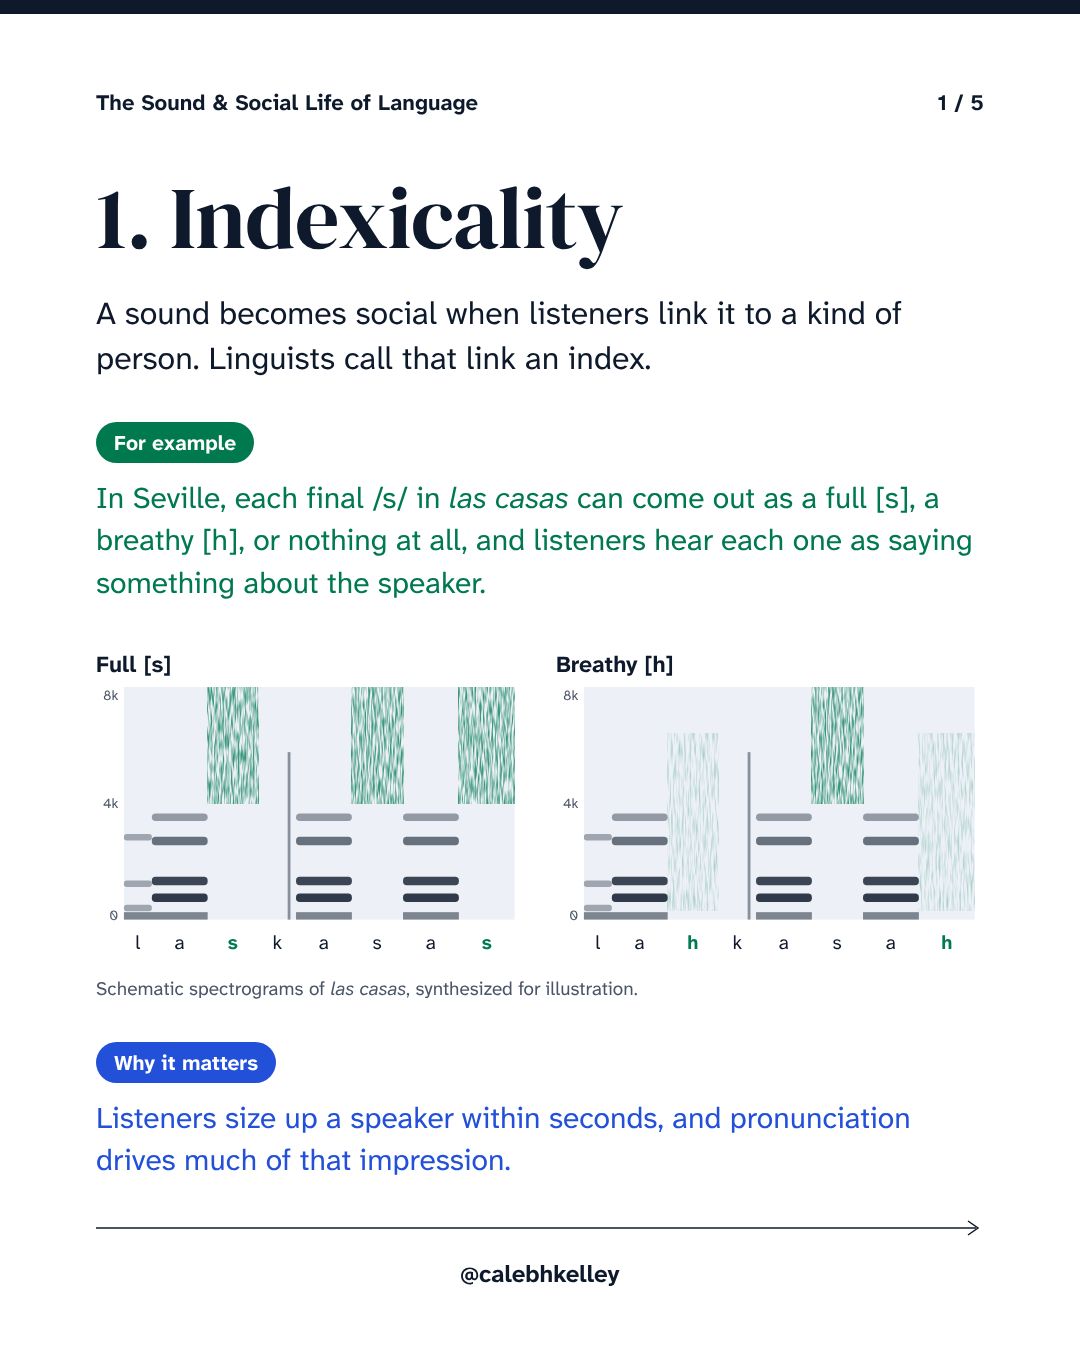 The Sound & Social Life of Language
1 / 5
1. Indexicality
A sound becomes social when listeners link it to a kind of
person. Linguists call that link an index.
For example
In Seville, each final /s/ in las casas can come out as a full [s], a
breathy [h], or nothing at all, and listeners hear each one as saying
something about the speaker.
Full [s]
8k
4k
0
l a s k a s a s
Breathy [h]
8k
4k
0
l a h k a s a h
Schematic spectrograms of las casas, synthesized for illustration.
Why it matters
Listeners size up a speaker within seconds, and pronunciation
drives much of that impression.
@calebhkelley